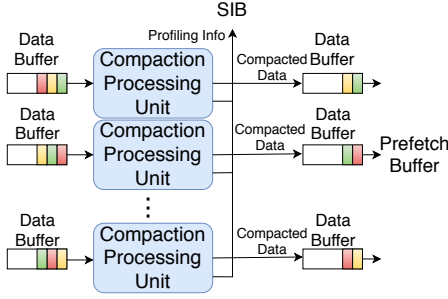 SIB
Profiling Info
Data
Buffer
Compaction
Processing
Unit
Compacted
Data
Data
Buffer
Data
Buffer
Compaction
Processing
Unit
Compacted
Data
Data
Buffer
Prefetch
Buffer
Data
Buffer
Compaction
Processing
Unit
Compacted
Data
Data
Buffer